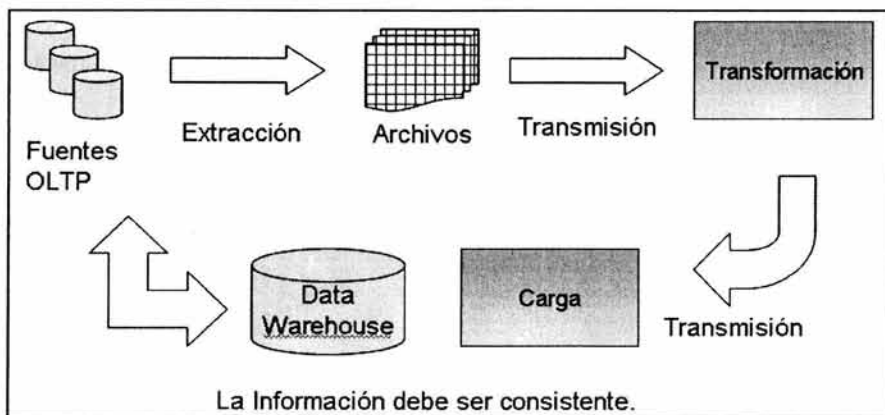 Transformación
Extracción
Archivos
Transmisión
Fuentes
OLTP
Data
Warehouse
Carga
Transmisión
La Información debe ser consistente.